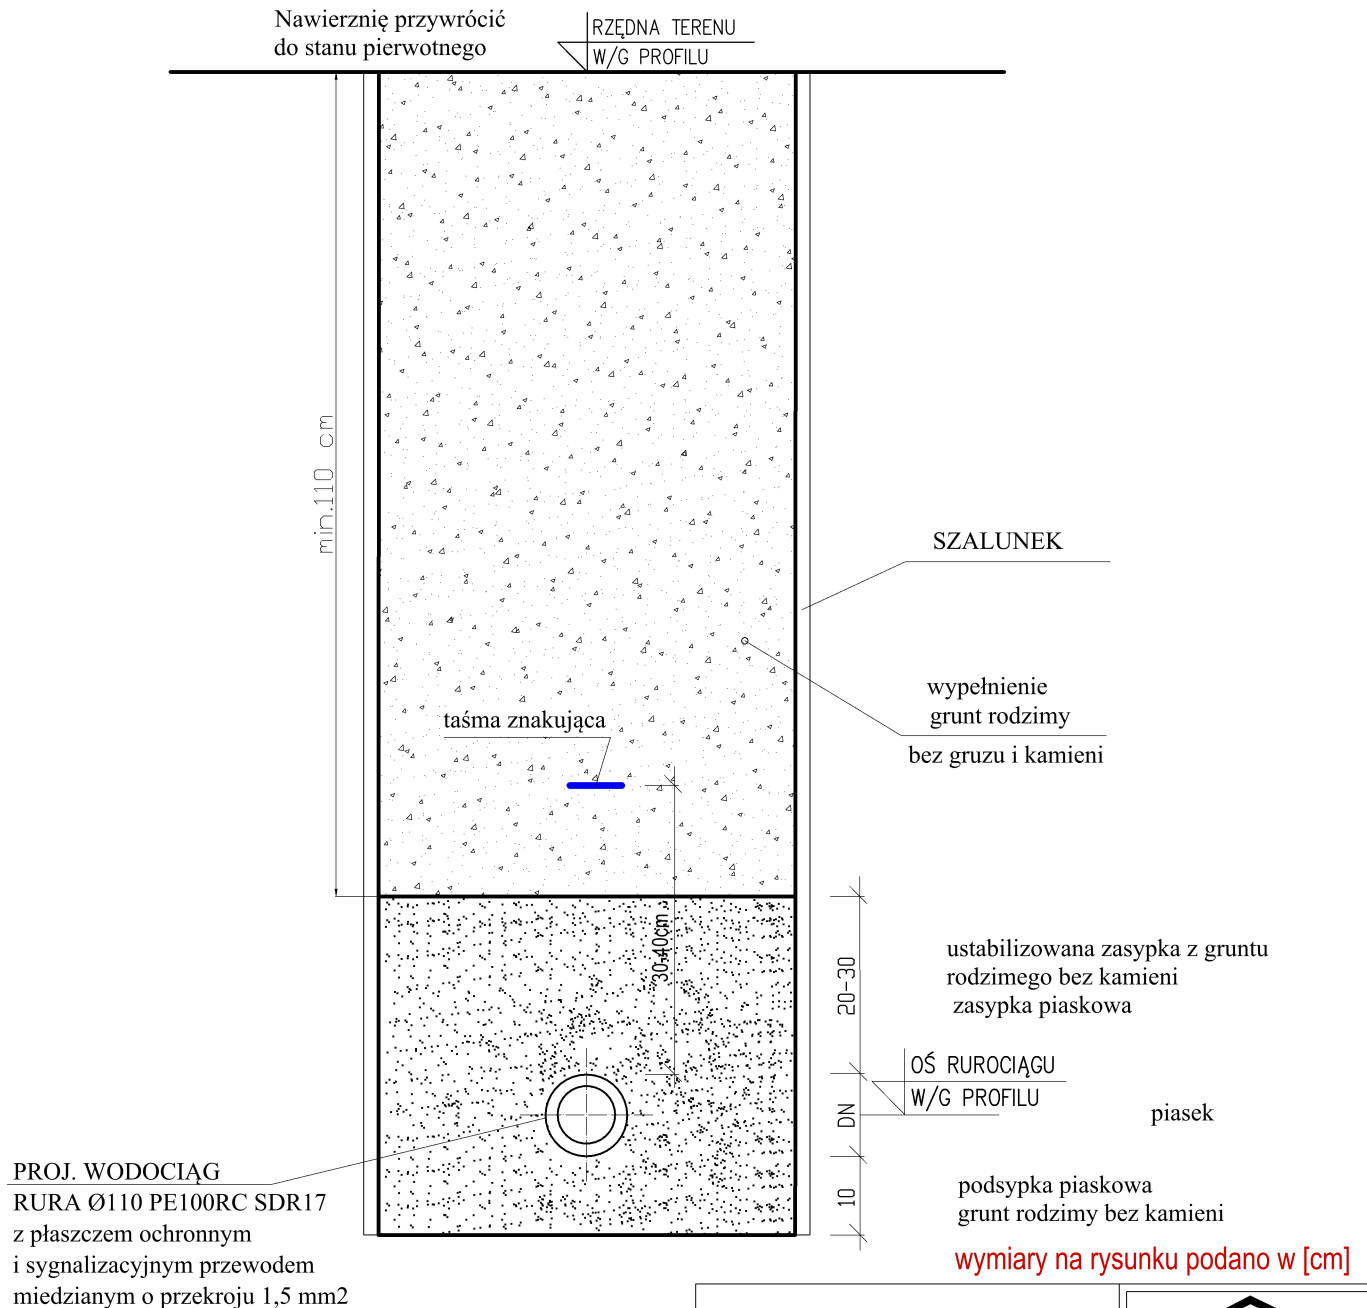 Nawierznię przywrócić
do stanu pierwotnego
RZĘDNA TERENU
W/G PROFILU
min.110 cm
SZALUNEK
wypełnienie
grunt rodzimy
bez gruzu i kamieni
taśma znakująca
30-40cm
20-30
ustabilizowana zasypka z gruntu
rodzimego bez kamieni
zasypka piaskowa
OŚ RUROCIĄGU
W/G PROFILU
DN
piasek
10
podsypka piaskowa
grunt rodzimy bez kamieni
PROJ. WODOCIĄG
RURA Ø110 PE100RC SDR17
z płaszczem ochronnym
i sygnalizacyjnym przewodem
miedzianym o przekroju 1,5 mm2
wymiary na rysunku podano w [cm]